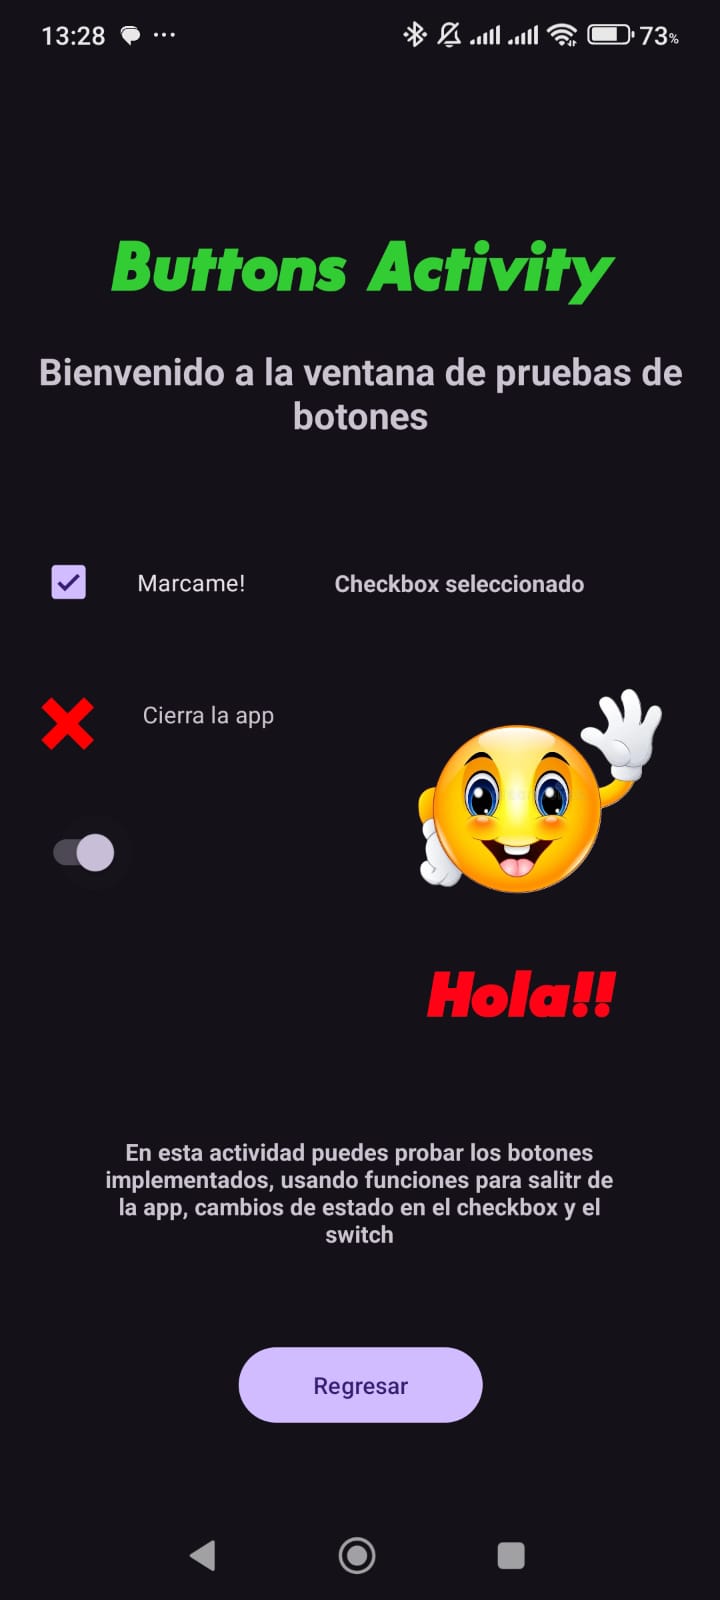 13:28
73%
Buttons Activity
Bienvenido a la ventana de pruebas de
botones
Marcame!
Checkbox seleccionado
Cierra la app
Hola!!
En esta actividad puedes probar los botones
implementados, usando funciones para salitr de
la app, cambios de estado en el checkbox y el
switch
Regresar